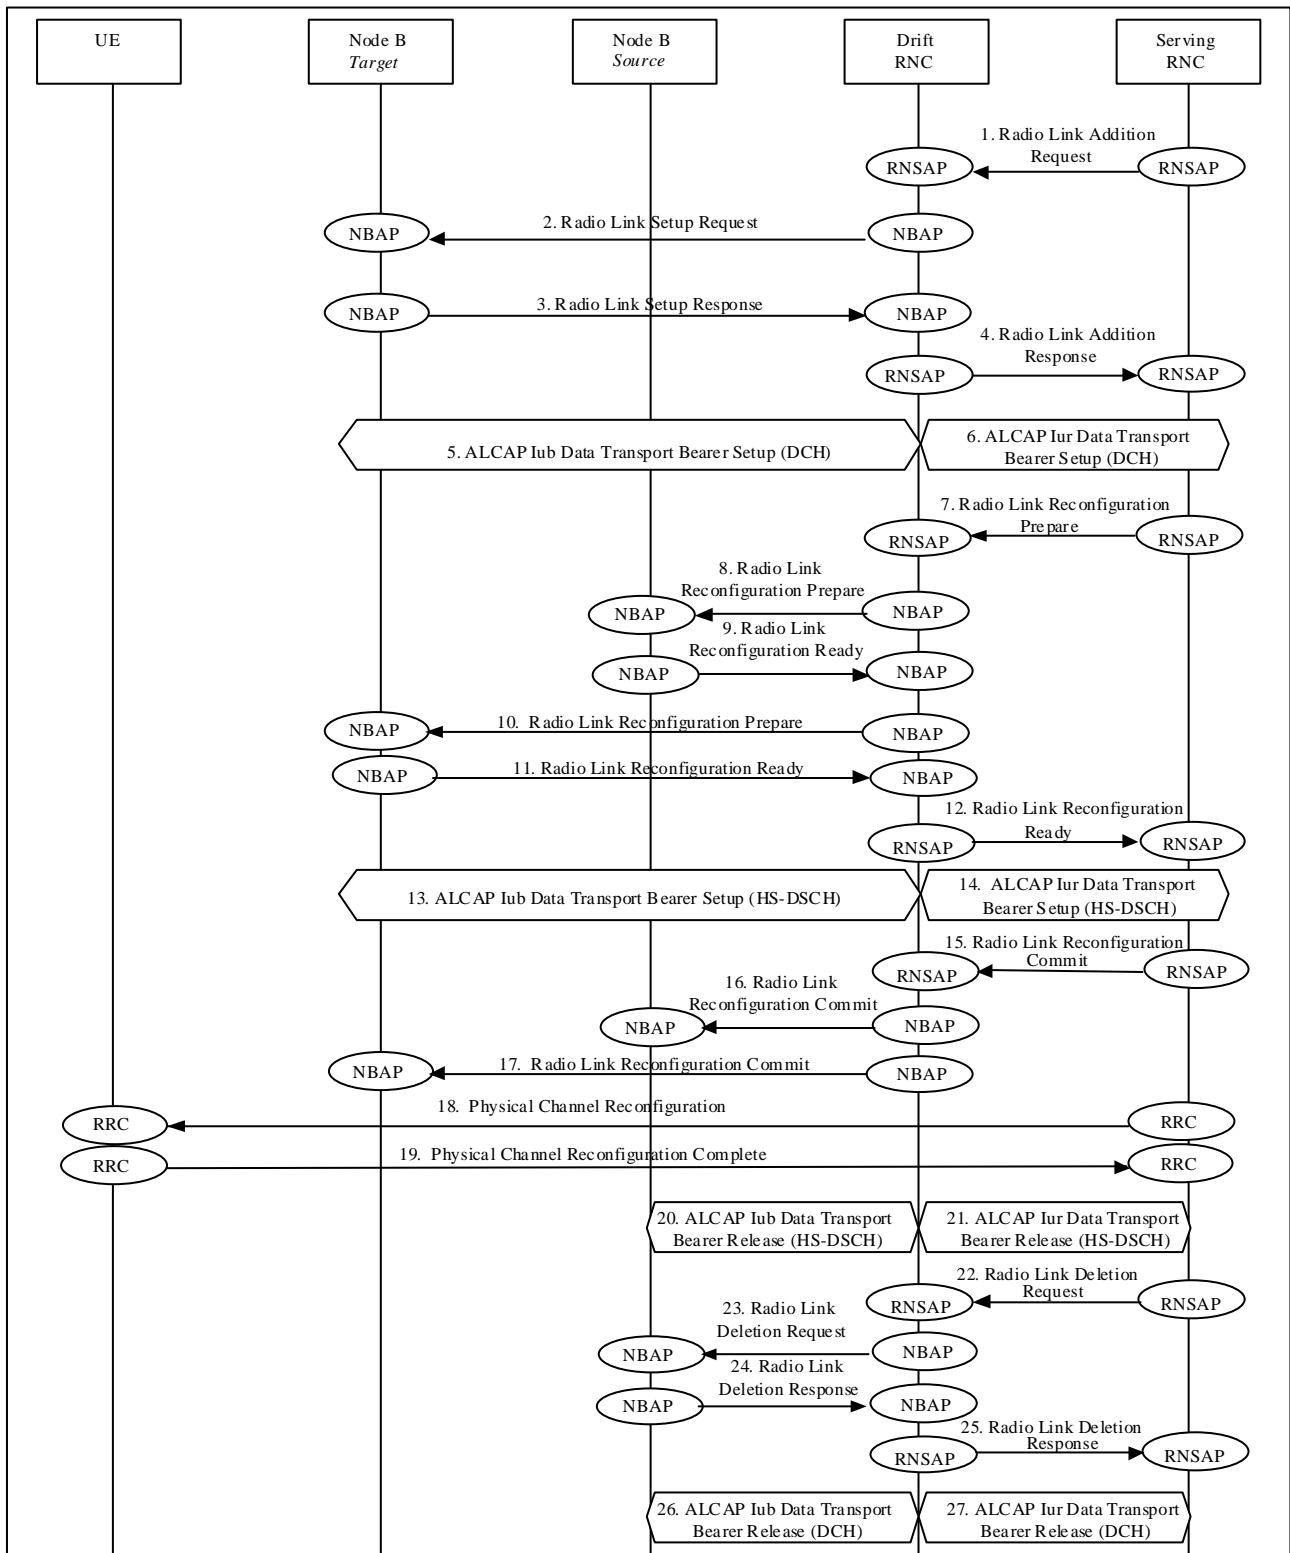 UE
Node B
Target
Node B
Source
Drift
RNC
Serving
RNC
1. Radio Link Addition
Request
RNSAP
RNSAP
2. Radio Link Setup Request
NBAP
NBAP
3. Radio Link Setup Response
NBAP
NBAP
4. Radio Link Addition
Response
RNSAP
RNSAP
5. ALCAP Iub Data Transport Bearer Setup (DCH)
6. ALCAP Iur Data Transport
Bearer Setup (DCH)
7. Radio Link Reconfiguration
Prepare
RNSAP
RNSAP
8. Radio Link
Reconfiguration Prepare
NBAP
NBAP
9. Radio Link
Reconfiguration Ready
NBAP
NBAP
10. Radio Link Reconfiguration Prepare
NBAP
NBAP
11. Radio Link Reconfiguration Ready
NBAP
NBAP
12. Radio Link Reconfiguration
Ready
RNSAP
RNSAP
13. ALCAP Iub Data Transport Bearer Setup (HS-DSCH)
14. ALCAP Iur Data Transport
Bearer Setup (HS-DSCH)
15. Radio Link Reconfiguration
Commit
RNSAP
RNSAP
16. Radio Link
Reconfiguration Commit
NBAP
NBAP
17. Radio Link Reconfiguration Commit
NBAP
NBAP
18. Physical Channel Reconfiguration
RRC
RRC
19. Physical Channel Reconfiguration Complete
RRC
RRC
20. ALCAP Iub Data Transport
Bearer Release (HS-DSCH)
21. ALCAP Iur Data Transport
Bearer Release (HS-DSCH)
22. Radio Link Deletion
Request
RNSAP
RNSAP
23. Radio Link
Deletion Request
NBAP
NBAP
24. Radio Link
Deletion Response
NBAP
NBAP
25. Radio Link Deletion
Response
RNSAP
RNSAP
26. ALCAP Iub Data Transport
Bearer Release (DCH)
27. ALCAP Iur Data Transport
Bearer Release (DCH)